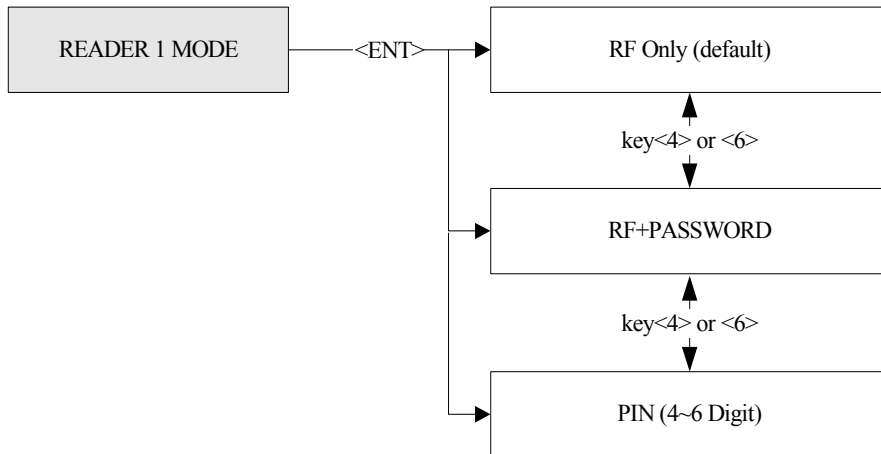 READER 1 MODE
<ENT>
RF Only (default)
key<4> or <6>
RF+PASSWORD
key<4> or <6>
PIN (4~6 Digit)